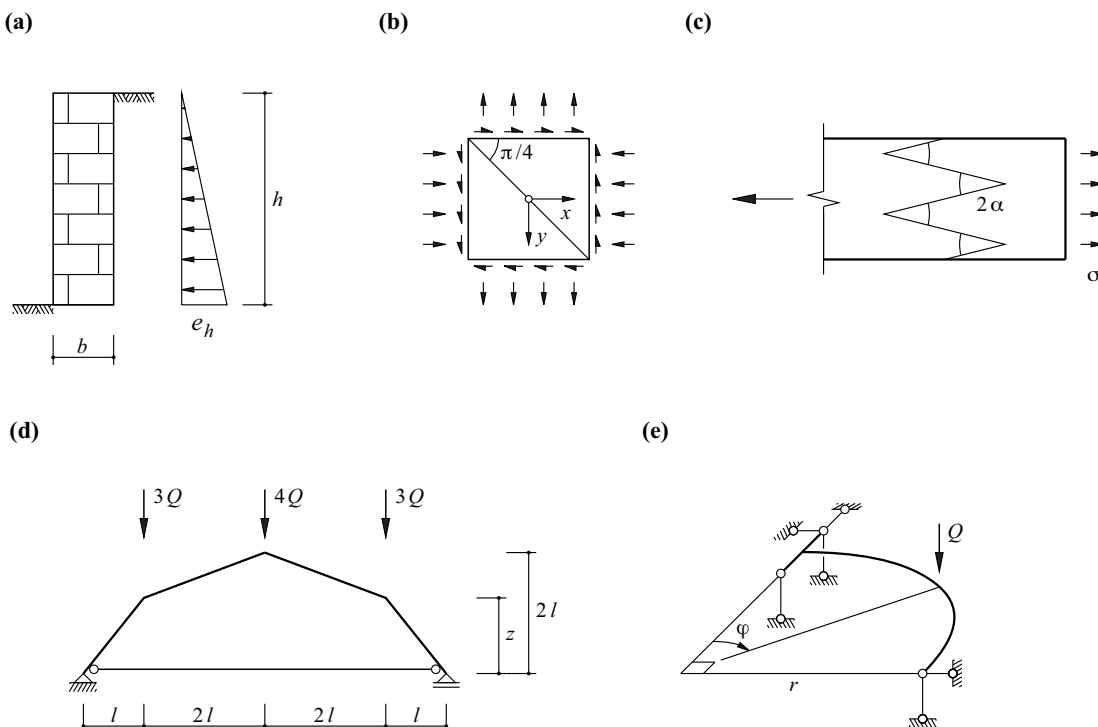 (a)
(b)
(c)
h
e_h
b
π/4
x
y
2α
σ
(d)
(e)
3Q
4Q
3Q
z
2l
l
2l
2l
l
Q
φ
r